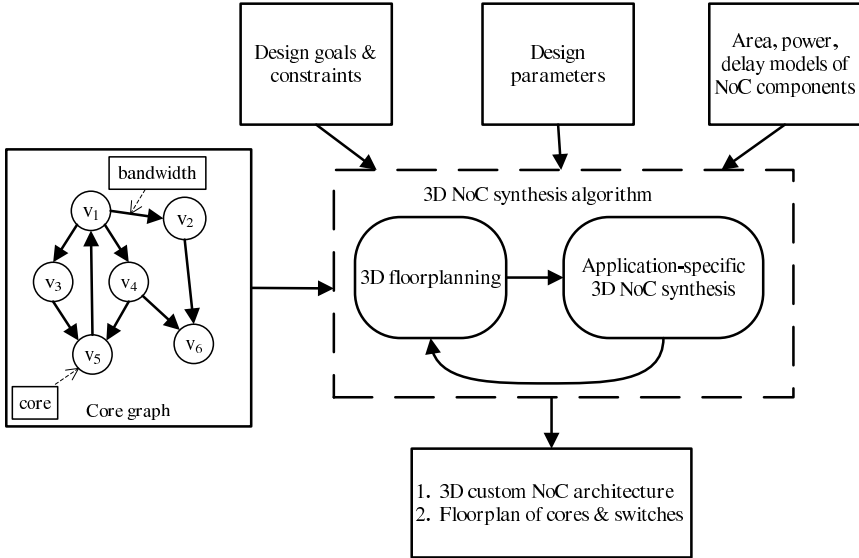 Design goals &
constraints
Design
parameters
Area, power,
delay models of
NoC components
bandwidth
v1
v2
v3
v4
v5
v6
core
Core graph
3D NoC synthesis algorithm
3D floorplanning
Application-specific
3D NoC synthesis
1. 3D custom NoC architecture
2. Floorplan of cores & switches